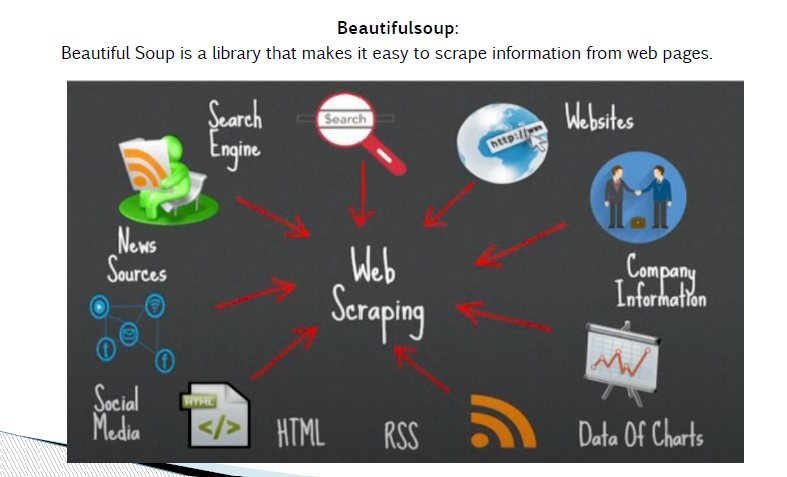 Beautifulsoup:
Beautiful Soup is a library that makes it easy to scrape information from web pages.
Search
Engine
Search
http://www
Websites
News
Sources
Web
Scraping
Company
Information
Social
Media
HTML
</>
HTML
RSS
Data Of Charts
t
f